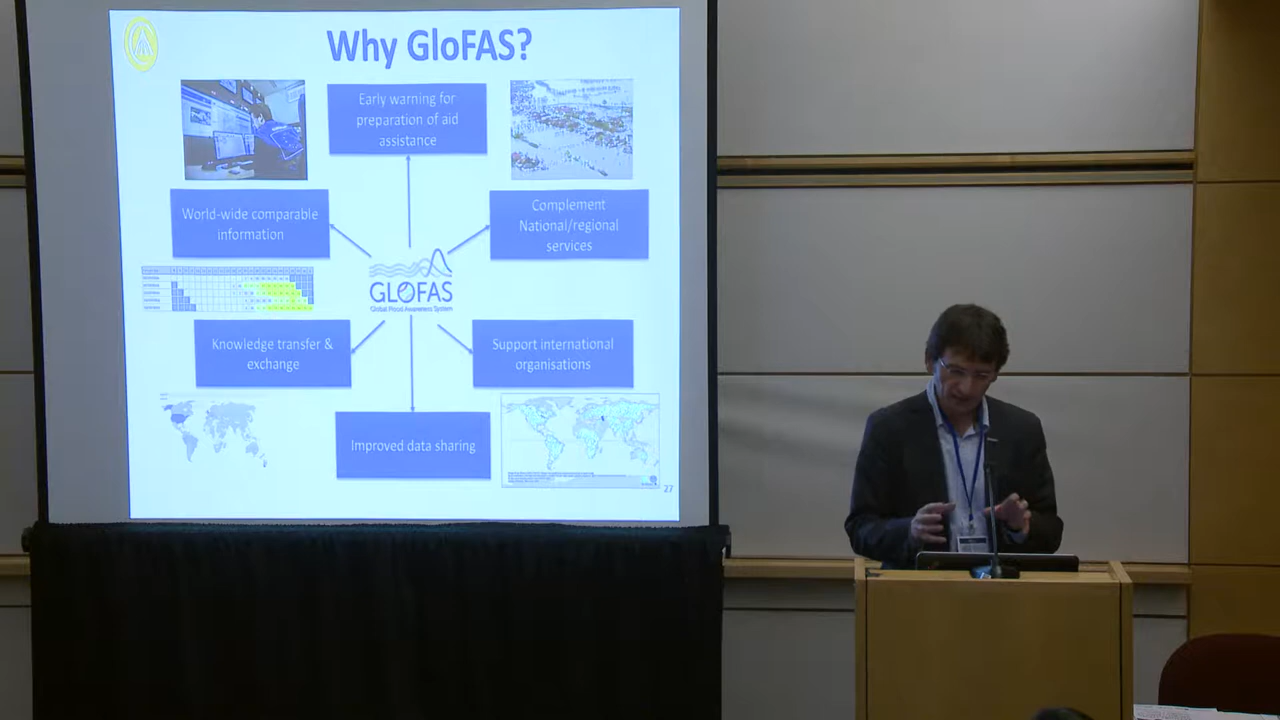 Why GloFAS?
Early warning for
preparation of aid
assistance
World-wide comparable
information
Complement
National/regional
services
GLOFAS
Global Flood Awareness System
Knowledge transfer &
exchange
Support international
organisations
Improved data sharing
27